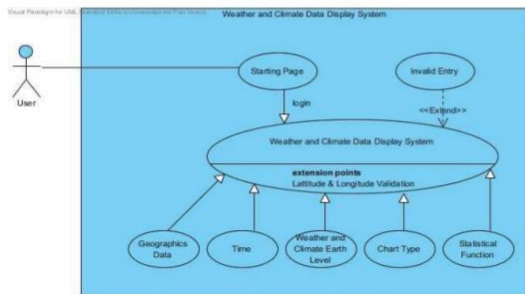 Weather and Climate Data Display System
Starting Page
Invalid Entry
User
login
<<Extend>>
Weather and Climate Data Display System
extension points
Lattitude & Longitude Validation
Geographics
Data
Time
Weather and
Climate Earth
Level
Chart Type
Statistical
Function